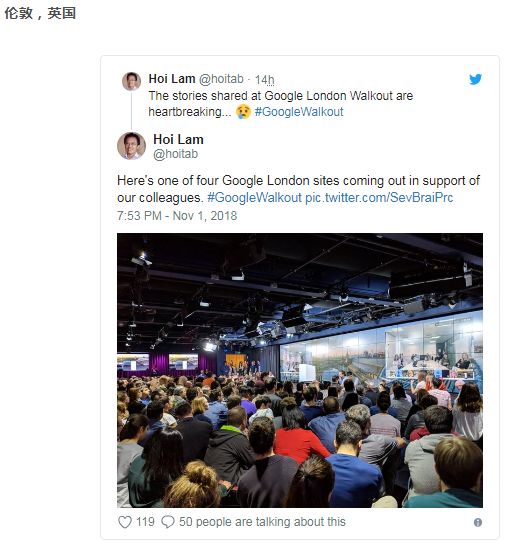 伦敦，英国
Hoi Lam @hoitab · 14h
The stories shared at Google London Walkout are
heartbreaking... 😢 #GoogleWalkout
Hoi Lam
@hoitab
Here's one of four Google London sites coming out in support of
our colleagues. #GoogleWalkout pic.twitter.com/SevBraiPrc
7:53 PM - Nov 1, 2018
119 50 people are talking about this